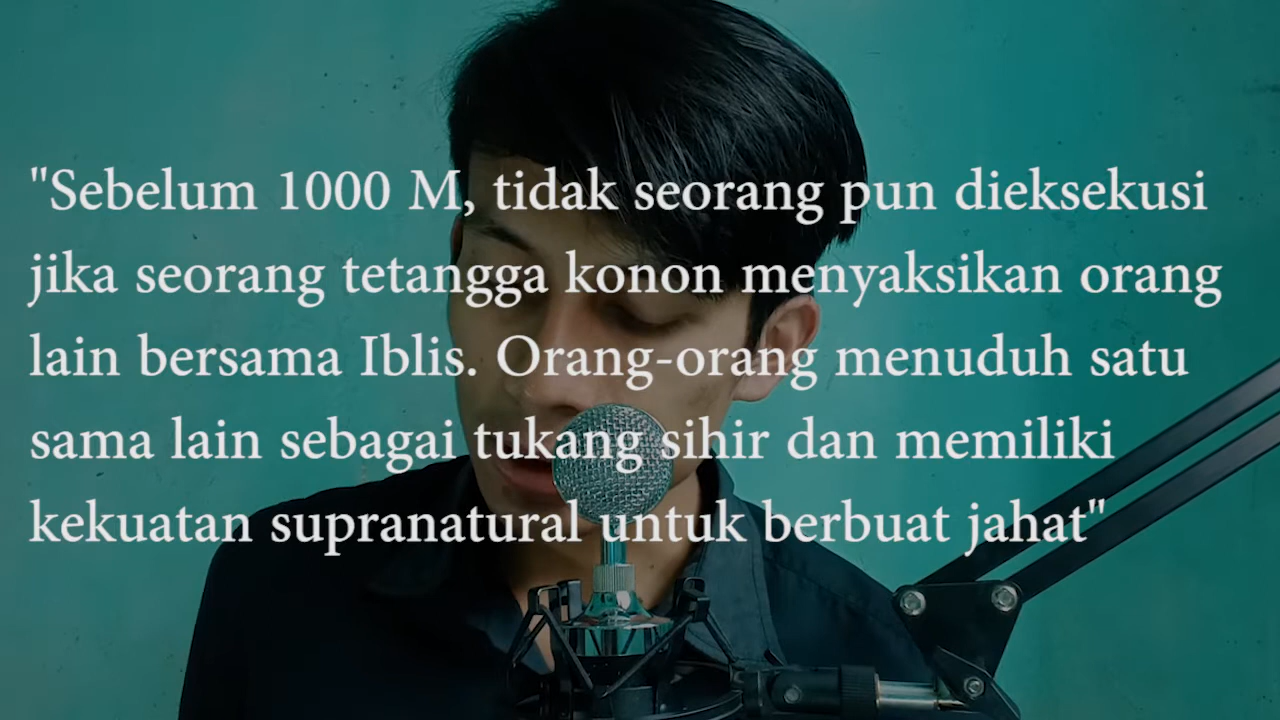 "Sebelum 1000 M, tidak seorang pun dieksekusi
jika seorang tetangga konon menyaksikan orang
lain bersama Iblis. Orang-orang menuduh satu
sama lain sebagai tukang sihir dan memiliki
kekuatan supranatural untuk berbuat jahat"